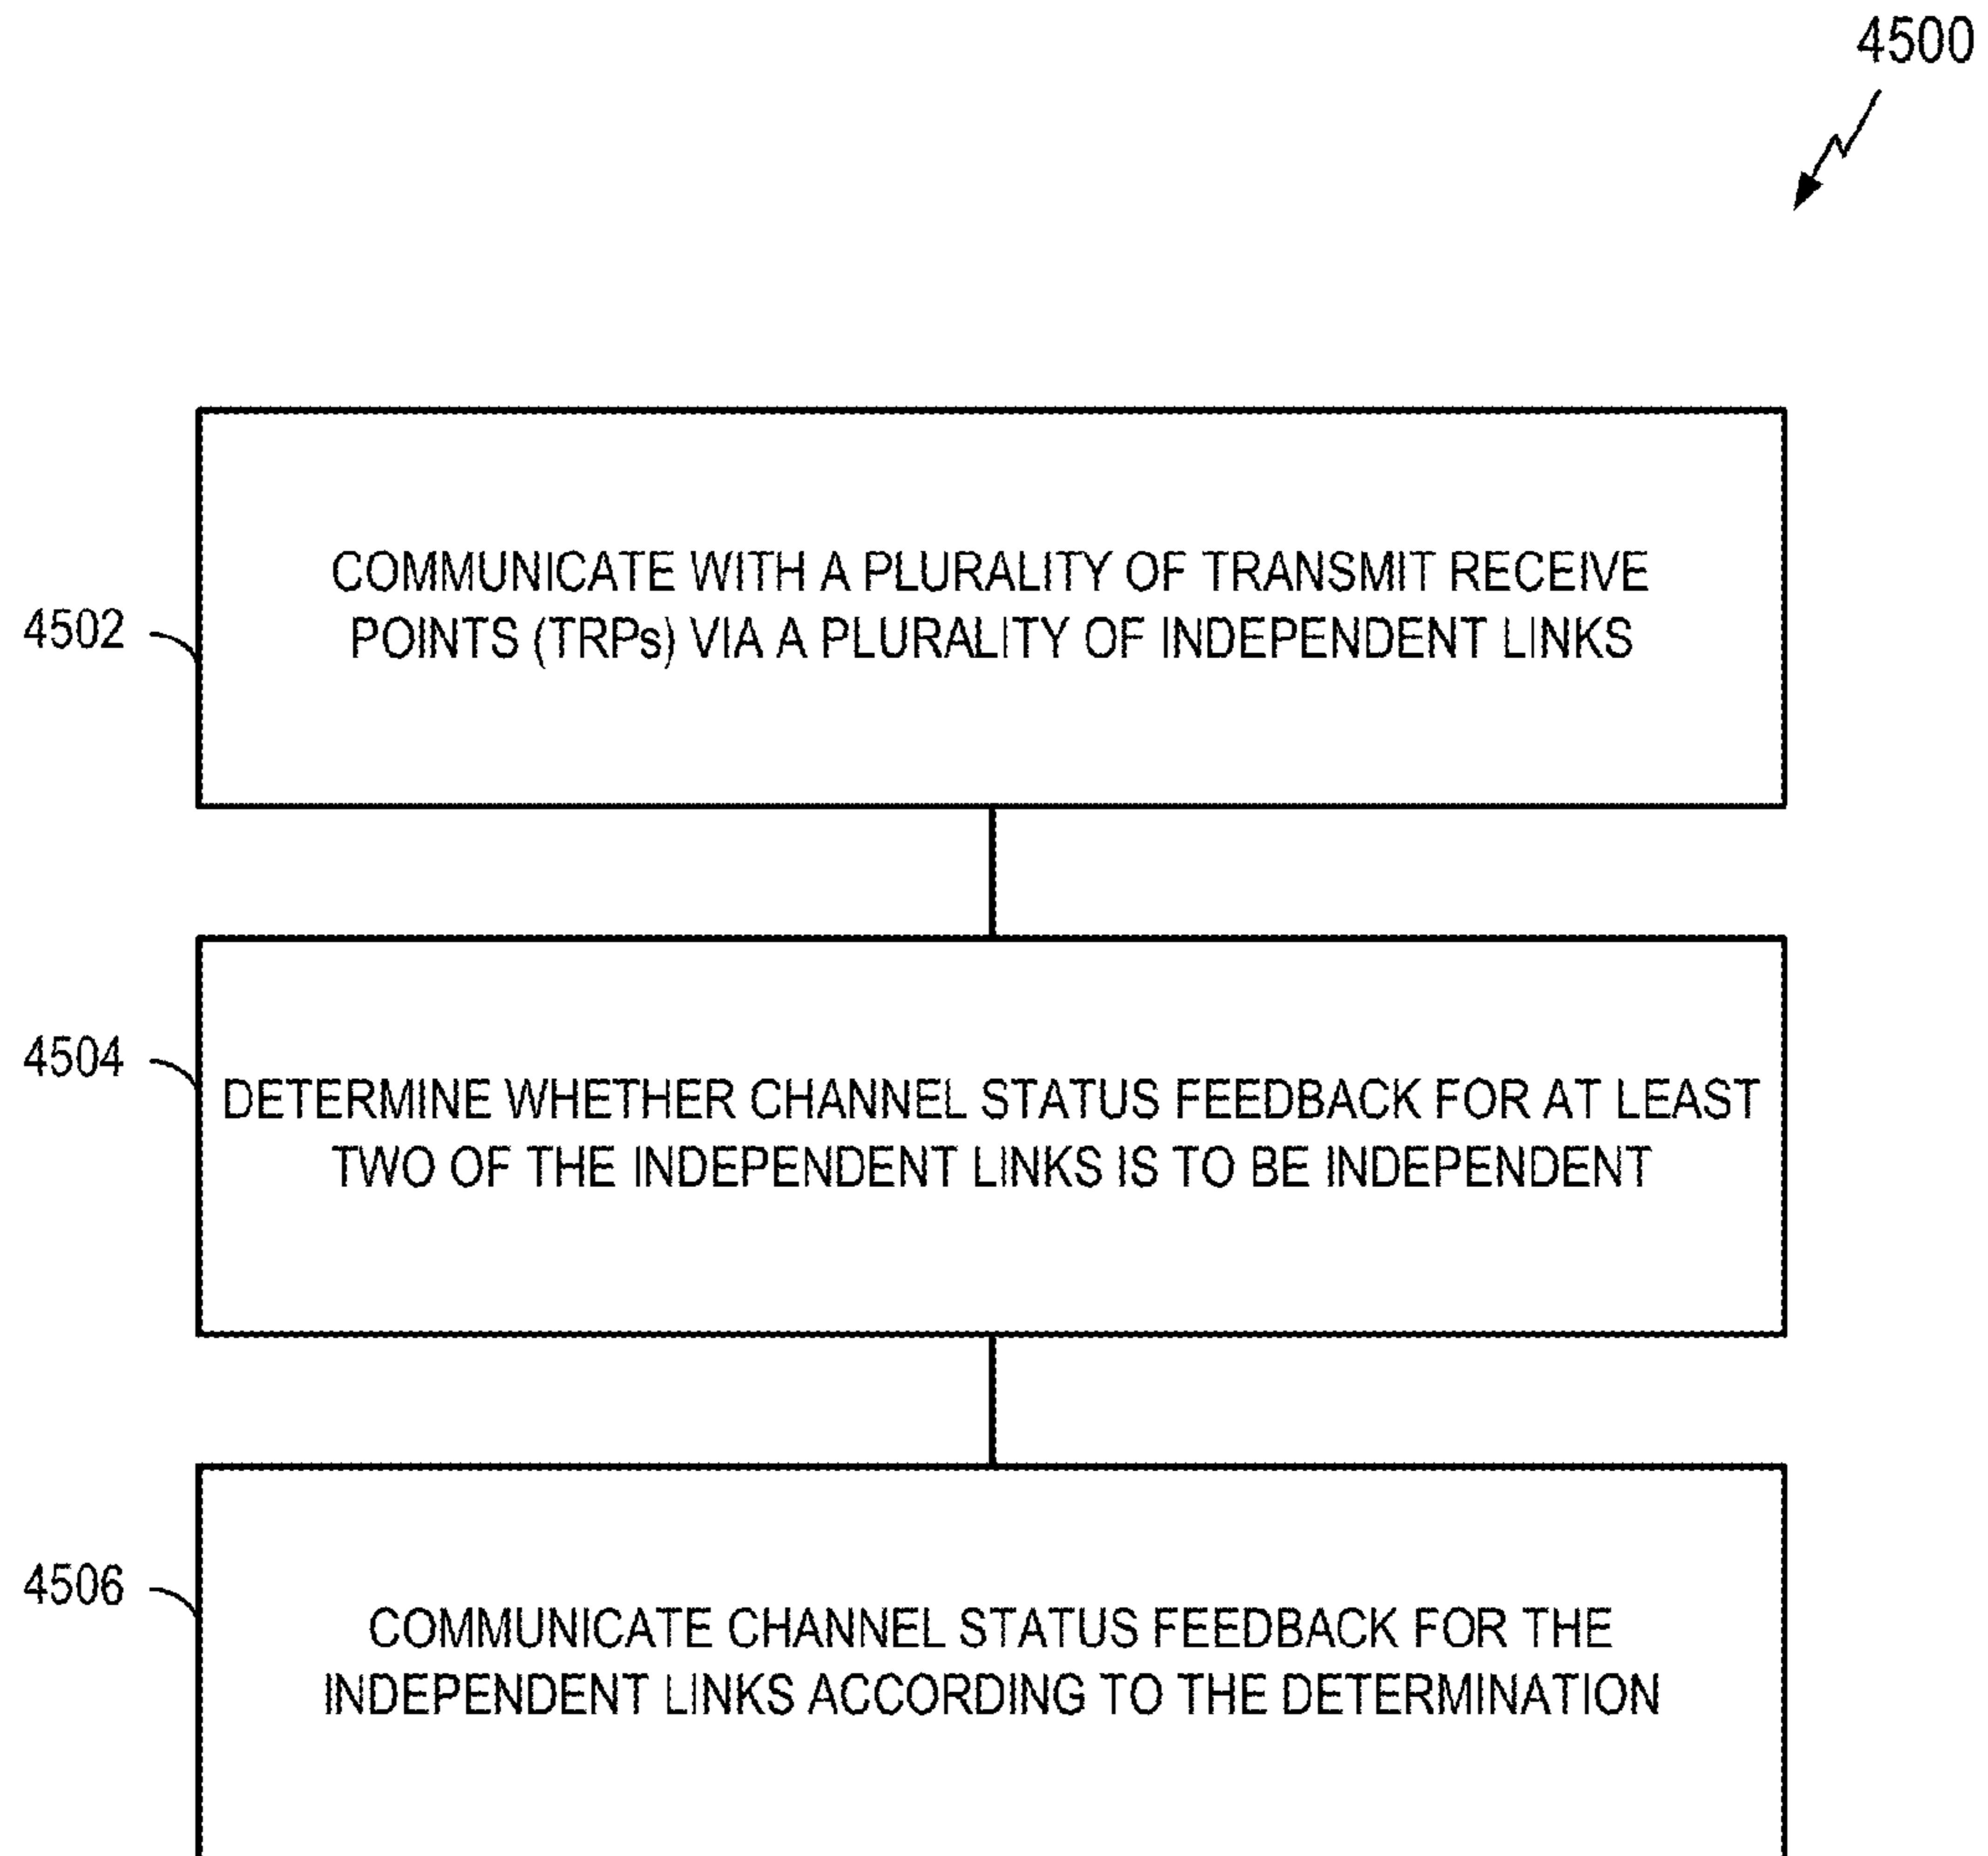 4500
4502
COMMUNICATE WITH A PLURALITY OF TRANSMIT RECEIVE
POINTS (TRPs) VIA A PLURALITY OF INDEPENDENT LINKS
4504
DETERMINE WHETHER CHANNEL STATUS FEEDBACK FOR AT LEAST
TWO OF THE INDEPENDENT LINKS IS TO BE INDEPENDENT
4506
COMMUNICATE CHANNEL STATUS FEEDBACK FOR THE
INDEPENDENT LINKS ACCORDING TO THE DETERMINATION